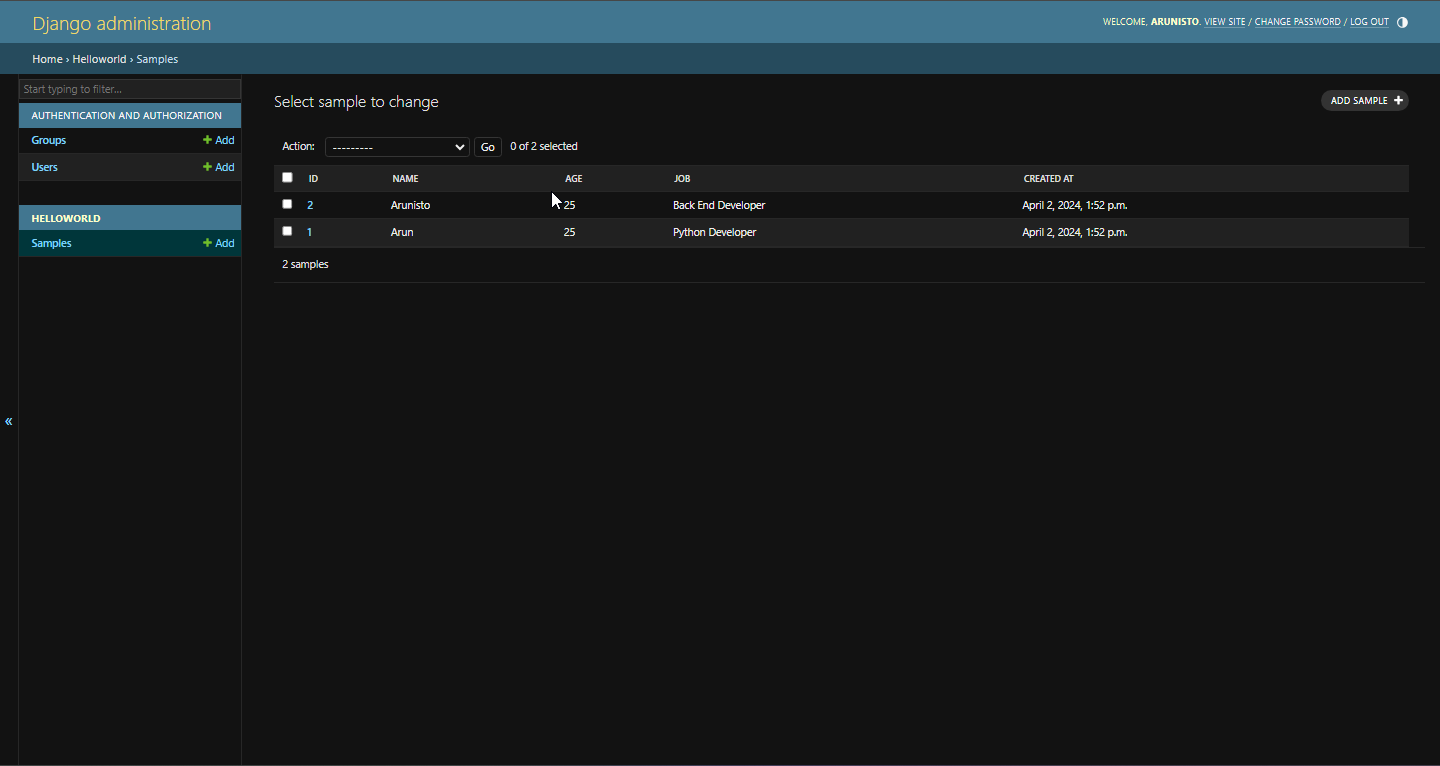 Django administration
WELCOME, ARUNISTO. VIEW SITE / CHANGE PASSWORD / LOG OUT
Home › Helloworld › Samples
Start typing to filter...
AUTHENTICATION AND AUTHORIZATION
Groups + Add
Users + Add
HELLOWORLD
Samples + Add
«
Select sample to change
ADD SAMPLE +
Action: --------- Go 0 of 2 selected
ID NAME AGE JOB CREATED AT
2 Arunisto 25 Back End Developer April 2, 2024, 1:52 p.m.
1 Arun 25 Python Developer April 2, 2024, 1:52 p.m.
2 samples